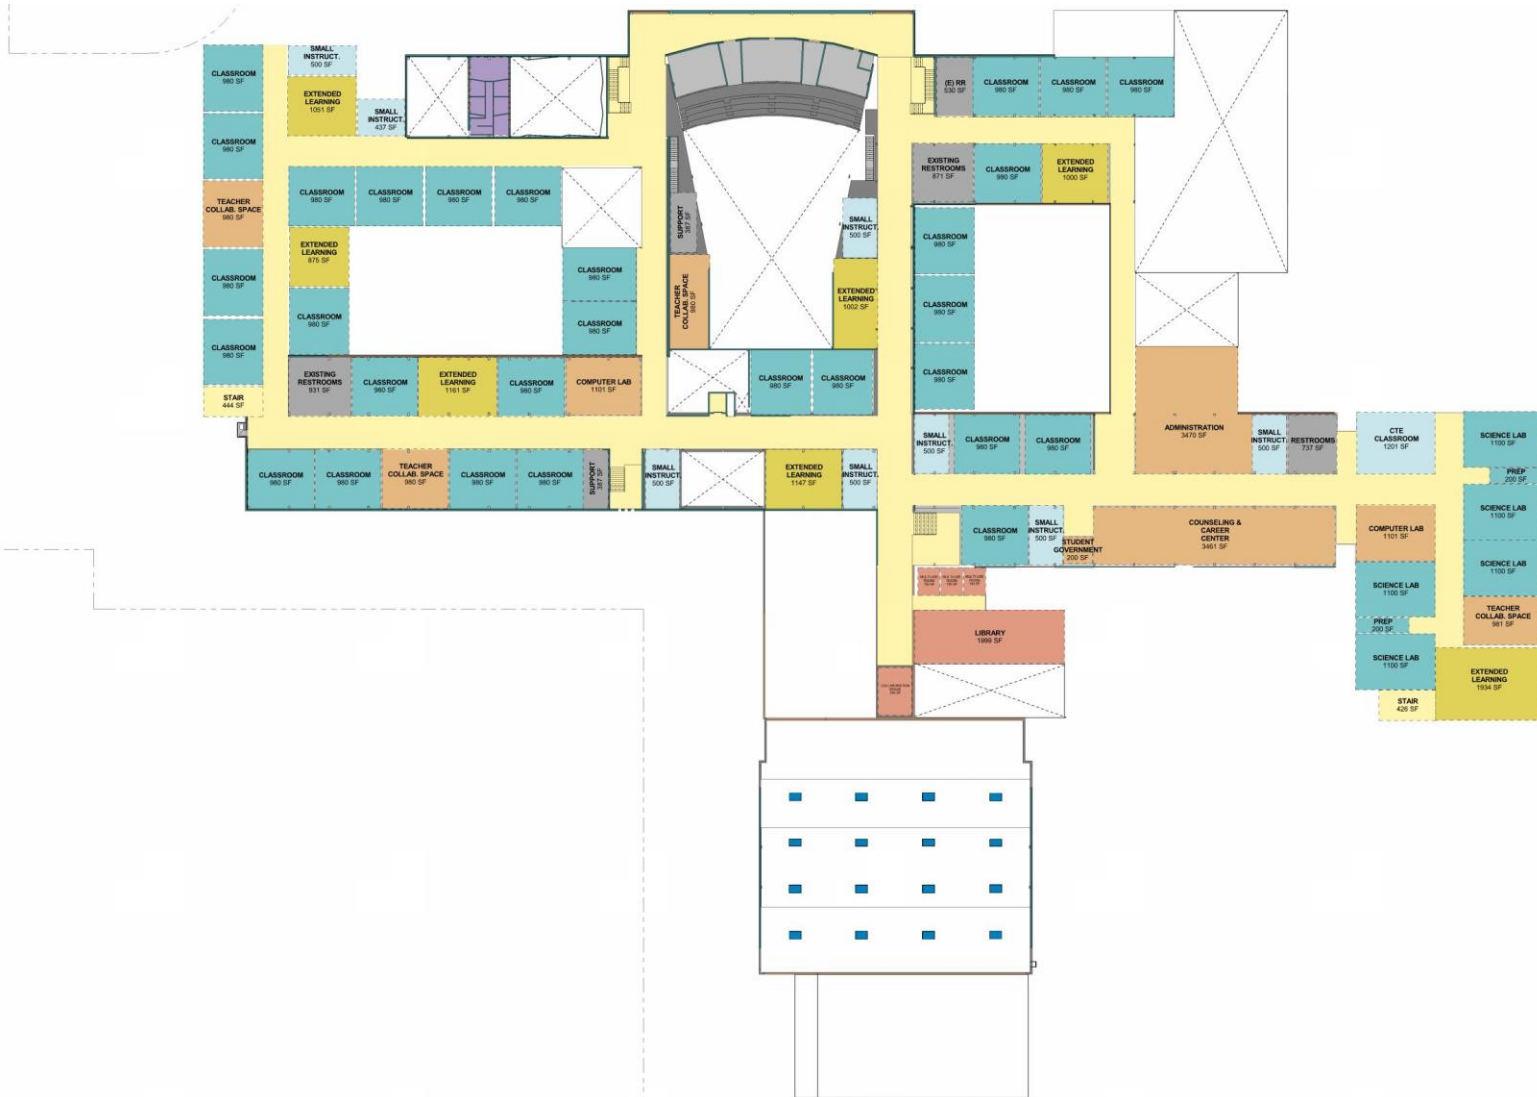 CLASSROOM
980 SF
SMALL
INSTRUCT.
500 SF
EXTENDED
LEARNING
1051 SF
SMALL
INSTRUCT.
437 SF
(E) RR
530 SF
CLASSROOM
980 SF
CLASSROOM
980 SF
CLASSROOM
980 SF
CLASSROOM
980 SF
EXISTING
RESTROOMS
871 SF
CLASSROOM
980 SF
EXTENDED
LEARNING
1000 SF
TEACHER
COLLAB. SPACE
980 SF
CLASSROOM
980 SF
CLASSROOM
980 SF
CLASSROOM
980 SF
CLASSROOM
980 SF
SUPPORT
387 SF
SMALL
INSTRUCT.
500 SF
CLASSROOM
980 SF
EXTENDED
LEARNING
875 SF
CLASSROOM
980 SF
CLASSROOM
980 SF
TEACHER
COLLAB. SPACE
980 SF
EXTENDED
LEARNING
1002 SF
CLASSROOM
980 SF
CLASSROOM
980 SF
CLASSROOM
980 SF
CLASSROOM
980 SF
CLASSROOM
980 SF
CLASSROOM
980 SF
STAIR
444 SF
EXISTING
RESTROOMS
931 SF
CLASSROOM
980 SF
EXTENDED
LEARNING
1161 SF
CLASSROOM
980 SF
COMPUTER LAB
1101 SF
CLASSROOM
980 SF
CLASSROOM
980 SF
SMALL
INSTRUCT.
500 SF
CLASSROOM
980 SF
CLASSROOM
980 SF
ADMINISTRATION
3470 SF
SMALL
INSTRUCT.
500 SF
RESTROOMS
737 SF
CTE
CLASSROOM
1201 SF
SCIENCE LAB
1100 SF
PREP
200 SF
CLASSROOM
980 SF
CLASSROOM
980 SF
TEACHER
COLLAB. SPACE
980 SF
CLASSROOM
980 SF
CLASSROOM
980 SF
SUPPORT
387 SF
SMALL
INSTRUCT.
500 SF
EXTENDED
LEARNING
1147 SF
SMALL
INSTRUCT.
500 SF
CLASSROOM
980 SF
SMALL
INSTRUCT.
500 SF
STUDENT
GOVERNMENT
200 SF
COUNSELING &
CAREER
CENTER
3461 SF
COMPUTER LAB
1101 SF
SCIENCE LAB
1100 SF
SCIENCE LAB
1100 SF
SCIENCE LAB
1100 SF
PREP
200 SF
TEACHER
COLLAB. SPACE
981 SF
LIBRARY
1999 SF
SCIENCE LAB
1100 SF
EXTENDED
LEARNING
1934 SF
STAIR
426 SF